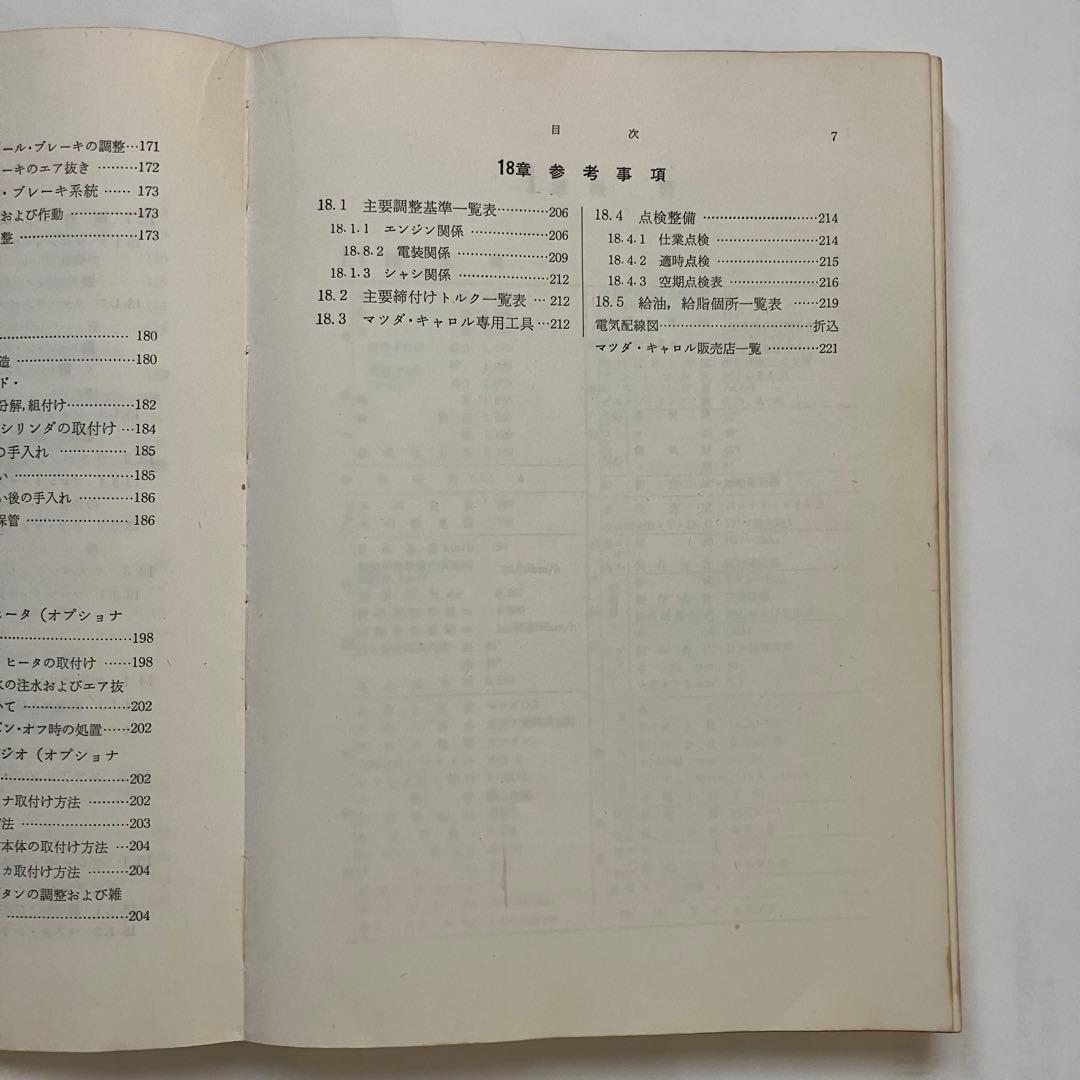 ール・ブレーキの調整…171
ーキのエア抜き ………172
・ブレーキ系統 …… 173
および作動 ……………173
整 ………………………173
……………………… 180
造 ………………………180
ド・
分解,組付け……………182
シリンダの取付け …184
の手入れ …………… 185
い ………………………185
い後の手入れ …………186
保管 …………………… 186
ヒータ（オプショナ
………………………198
ヒータの取付け ……198
水の注水およびエア抜
いて ……………………202
ピン・オフ時の処置……202
ジオ（オプショナ
………………………202
ナ取付け方法 ………202
方法 ……………………203
本体の取付け方法 …204
カ取付け方法 ………204
タンの調整および雑
………………………204
目　次　7
18章 参考事項
18.1 主要調整基準一覧表…………206
18.1.1 エンジン関係 ………………206
18.8.2 電装関係 …………………209
18.1.3 シャシ関係 …………………212
18.2 主要締付けトルク一覧表 … 212
18.3 マツダ・キャロル専用工具…212
18.4 点検整備 ………………………214
18.4.1 仕業点検 ……………………214
18.4.2 適時点検 ……………………215
18.4.3 空期点検表 …………………216
18.5 給油，給脂個所一覧表 ……219
電気配線図………………………………折込
マツダ・キャロル販売店一覧 …………221